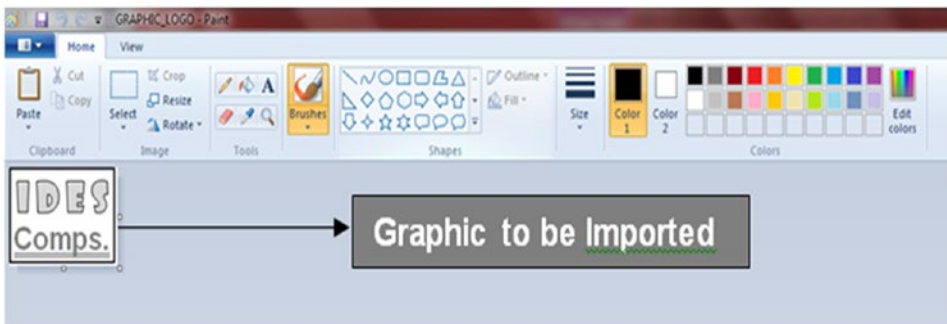 GRAPHIC_LOGO - Paint
Home View
Cut
Copy
Paste
Clipboard
Select
Crop
Resize
Rotate
Image
A
Tools
Brushes
Outline
Fill
Shapes
Size
Color 1
Color 2
Edit colors
Colors
IDES
Comps.
Graphic to be Imported